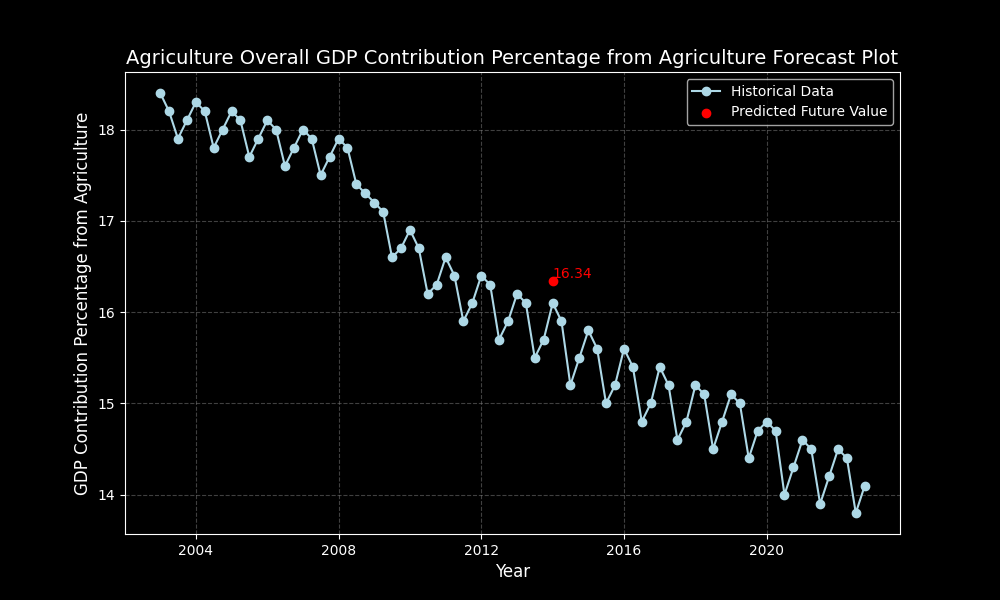 Agriculture Overall GDP Contribution Percentage from Agriculture Forecast Plot
Historical Data
Predicted Future Value
GDP Contribution Percentage from Agriculture
18
17
16
15
14
16.34
2004
2008
2012
2016
2020
Year